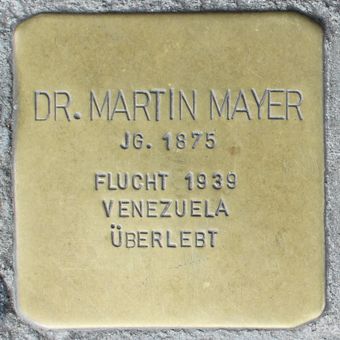 DR. MARTIN MAYER
JG. 1875
FLUCHT 1939
VENEZUELA
ÜBERLEBT